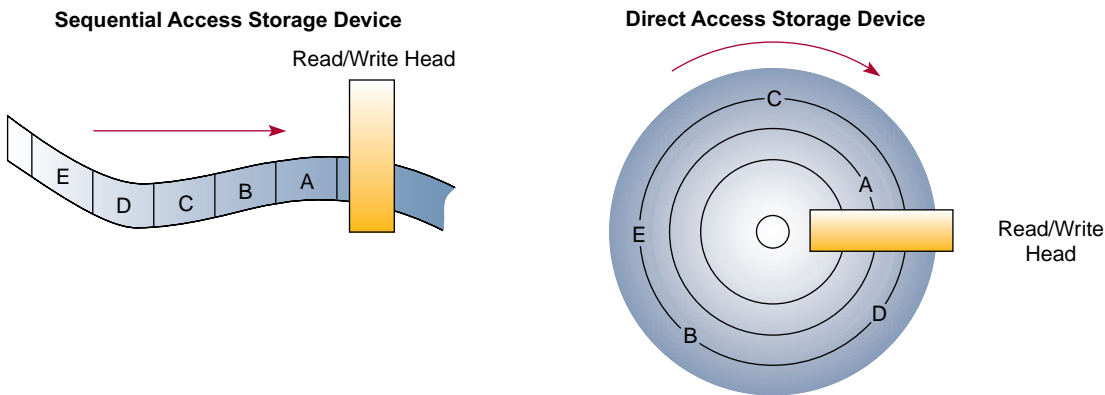 Sequential Access Storage Device
Read/Write Head
E
D
C
B
A
Direct Access Storage Device
C
A
E
D
B
Read/Write
Head